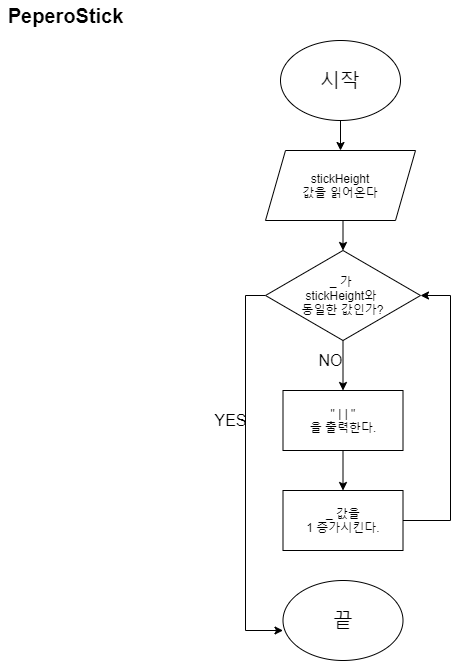 PeperoStick
시작
stickHeight
값을 읽어온다
_ 가
stickHeight와
동일한 값인가?
NO
" | | "
을 출력한다.
YES
_ 값을
1 증가시킨다.
끝